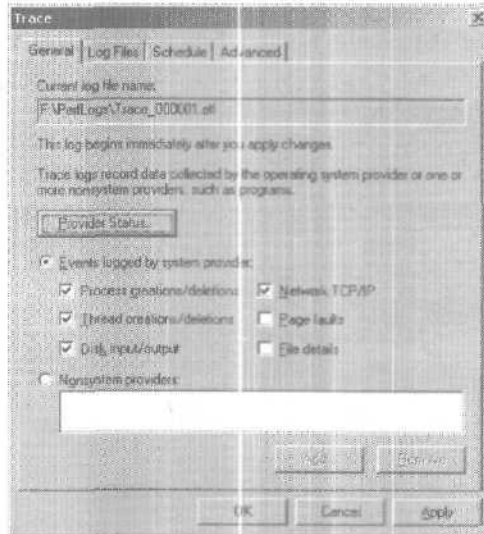 Trace
General Log Files Schedule Advanced
Current log file name:
F:\PerfLogs\Trace_000001.etl
This log begins immediately after you apply changes.
Trace logs record data collected by the operating system provider or one or
more nonsystem providers, such as programs.
Provider Status...
Events logged by system provider:
Process creations/deletions Network TCP/IP
Thread creations/deletions Page faults
Disk input/output File details
Nonsystem providers:
Add... Remove
OK Cancel Apply